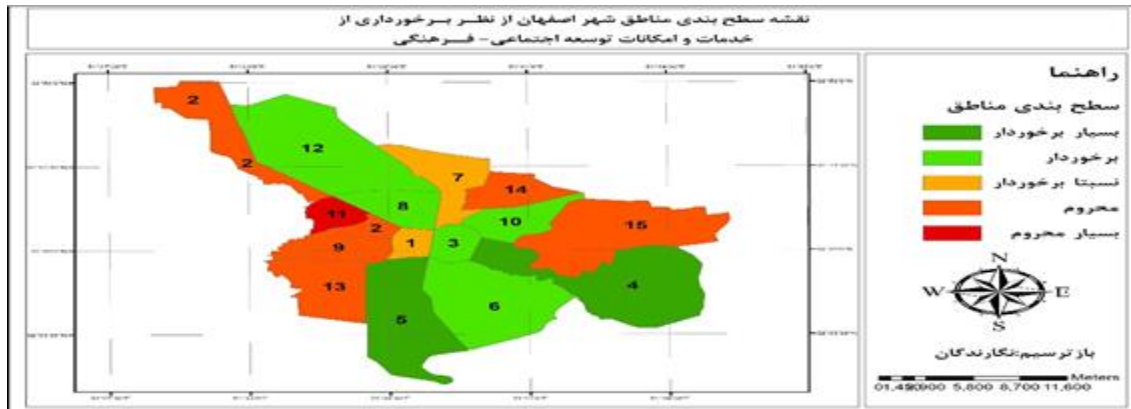 نقشه سطح بندی مناطق شهر اصفهان از نظر برخورداری از
خدمات و امکانات توسعه اجتماعی- فرهنگی
راهنما
سطح بندی مناطق
بسیار برخوردار
برخوردار
نسبتا برخوردار
محروم
بسیار محروم
N
W E
S
بازترسیم:نگارندگان
Meters
5,800 8,700 11,600
2
12
2
7
14
11
8
10
2
15
9
1
3
13
4
5
6